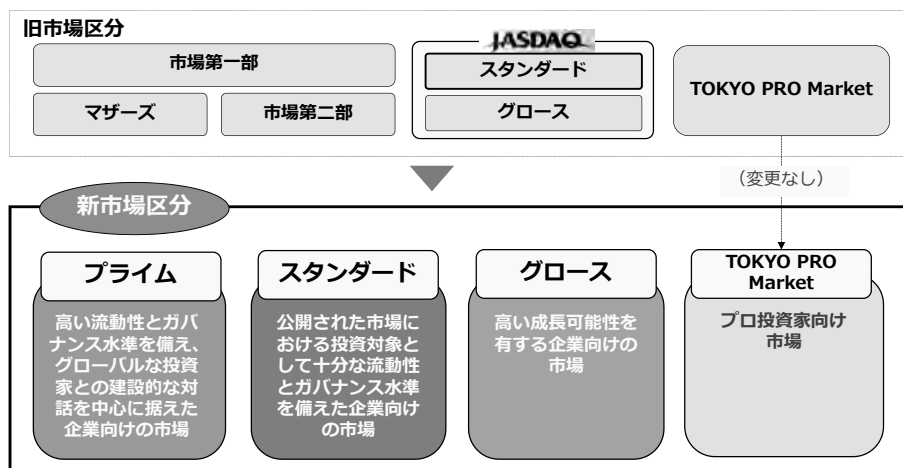 旧市場区分
市場第一部
マザーズ
市場第二部
JASDAQ
スタンダード
グロース
TOKYO PRO Market
（変更なし）
新市場区分
プライム
高い流動性とガバ
ナンス水準を備え、
グローバルな投資
家との建設的な対
話を中心に据えた
企業向けの市場
スタンダード
公開された市場に
おける投資対象と
して十分な流動性
とガバナンス水準
を備えた企業向け
の市場
グロース
高い成長可能性を
有する企業向けの
市場
TOKYO PRO
Market
プロ投資家向け
市場